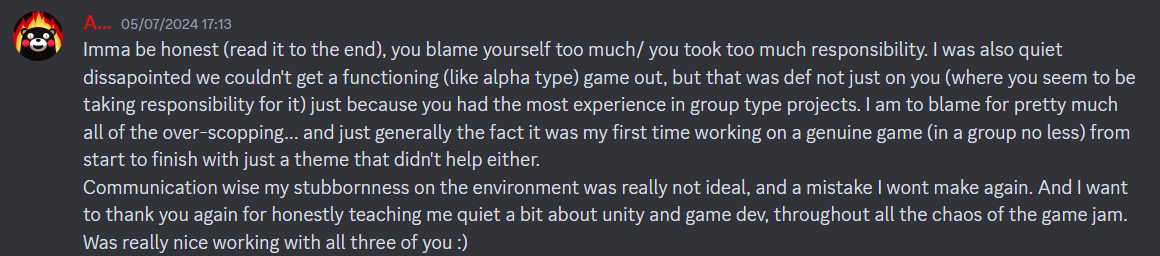 A... 05/07/2024 17:13
Imma be honest (read it to the end), you blame yourself too much/ you took too much responsibility. I was also quiet
dissapointed we couldn't get a functioning (like alpha type) game out, but that was def not just on you (where you seem to be
taking responsibility for it) just because you had the most experience in group type projects. I am to blame for pretty much
all of the over-scopping... and just generally the fact it was my first time working on a genuine game (in a group no less) from
start to finish with just a theme that didn't help either.
Communication wise my stubbornness on the environment was really not ideal, and a mistake I wont make again. And I want
to thank you again for honestly teaching me quiet a bit about unity and game dev, throughout all the chaos of the game jam.
Was really nice working with all three of you :)